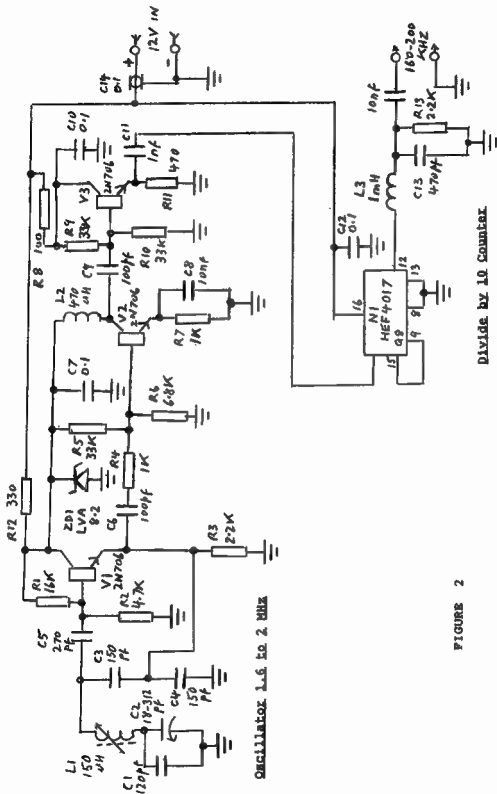 L1
150
UH
C1
120pf
C2
18-312
pf
C3
150
pf
C4
150
pf
C5
270
pf
R1
16K
R2
4.7K
V1
2N706
R12 330
ZD1
LVA
8.2
C6
100pf
R3
2.2K
R4
1K
R5
33K
R6
6.8K
C7
0.1
L2
470
UH
V2
2N706
R7
1K
C8
10nf
C9
100pf
R8
100
R9
33K
R10
33K
C10
0.1
V3
2N706
C11
1nf
R11
470
C14
0.1
+
12V IN
-
C12
0.1
16
N1
HEF4017
Q8
15
9
8
13
12
L3
1mH
C13
470pf
R13
2.2K
10nf
160-200
KHZ
Oscillator 1.6 to 2 MHz
Divide by 10 Counter
FIGURE 2